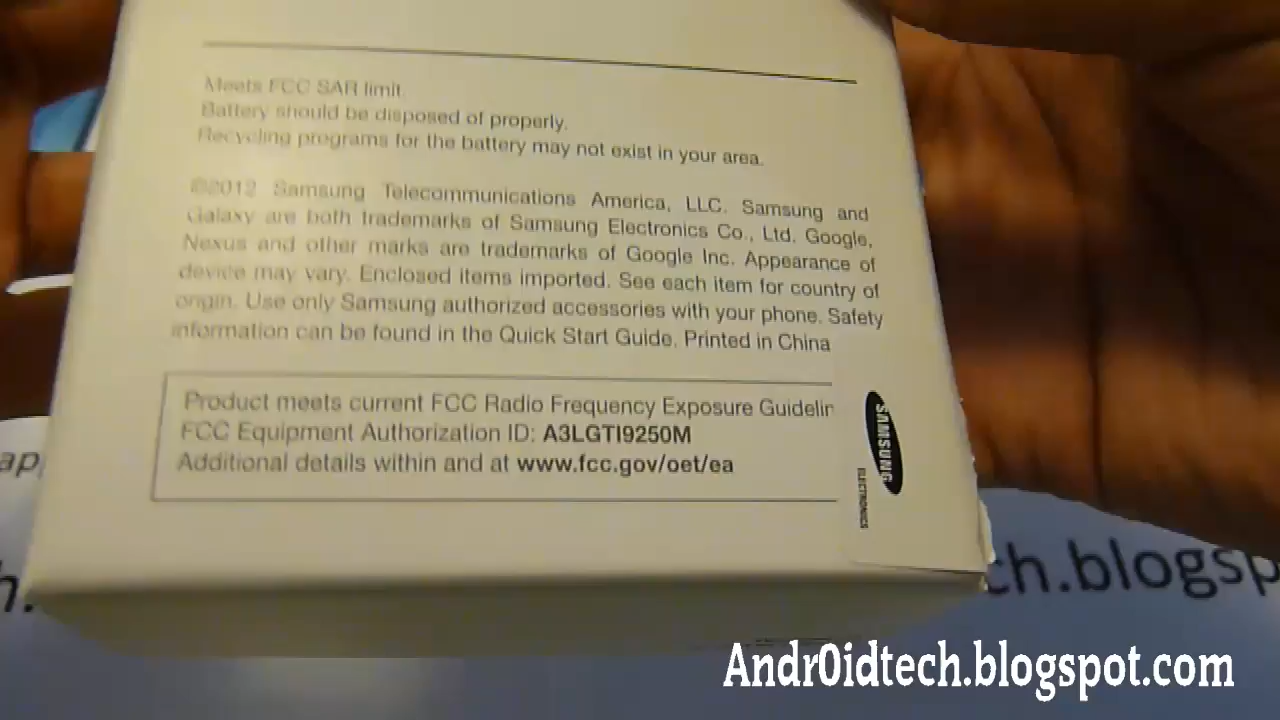 Meets FCC SAR limit.
Battery should be disposed of properly.
Recycling programs for the battery may not exist in your area.
©2012 Samsung Telecommunications America, LLC. Samsung and
Galaxy are both trademarks of Samsung Electronics Co., Ltd. Google,
Nexus and other marks are trademarks of Google Inc. Appearance of
device may vary. Enclosed items imported. See each item for country of
origin. Use only Samsung authorized accessories with your phone. Safety
information can be found in the Quick Start Guide. Printed in China
Product meets current FCC Radio Frequency Exposure Guidelin
FCC Equipment Authorization ID: A3LGTI9250M
Additional details within and at www.fcc.gov/oet/ea
SAMSUNG
ELECTRONICS
ap
h.
ch.blogsp
Andr0idtech.blogspot.com